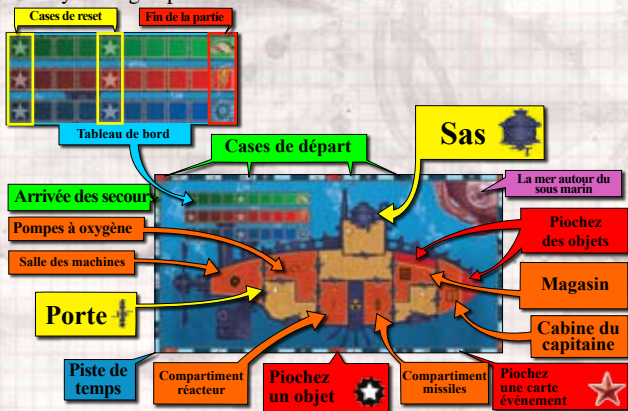 Cases de reset
Fin de la partie
Tableau de bord
Cases de départ
Sas
La mer autour du
sous marin
Arrivée des secours
Pompes à oxygène
Salle des machines
Porte
Piochez
des objets
Magasin
Cabine du
capitaine
Piste de
temps
Compartiment
réacteur
Piochez
un objet
Compartiment
missiles
Piochez
une carte
évènement